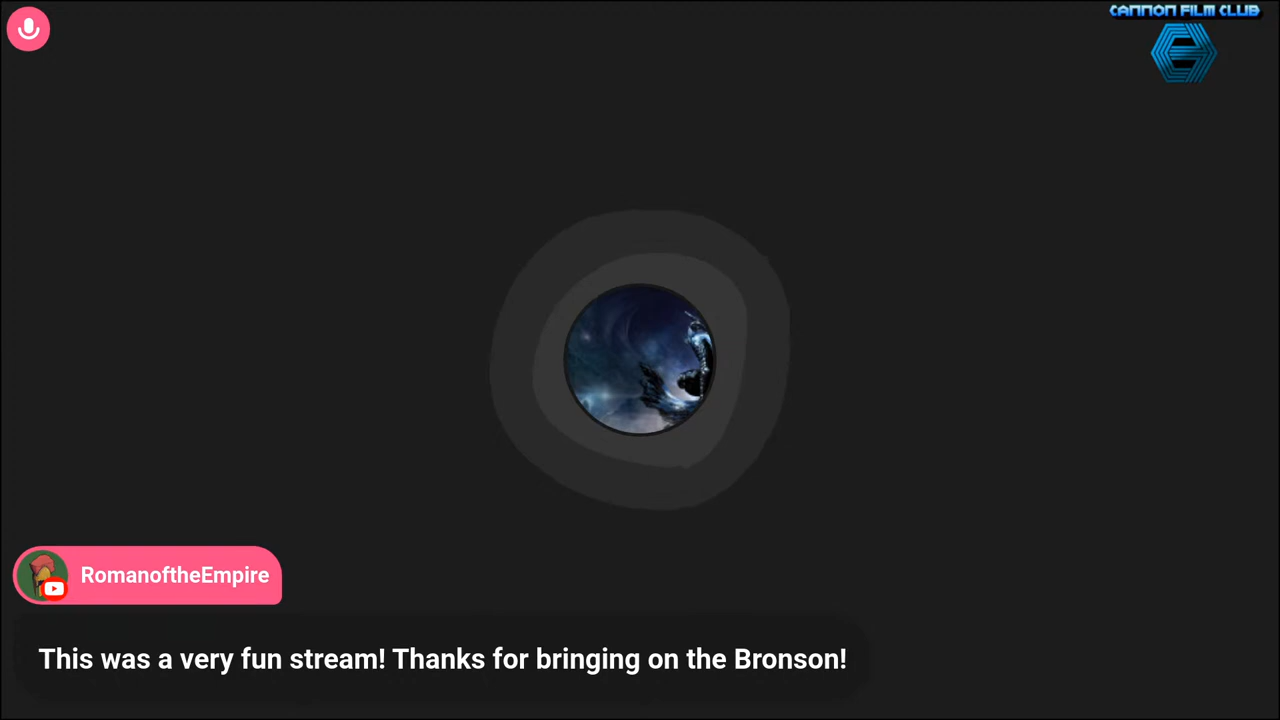 CANNON FILM CLUB
RomanoftheEmpire
This was a very fun stream! Thanks for bringing on the Bronson!